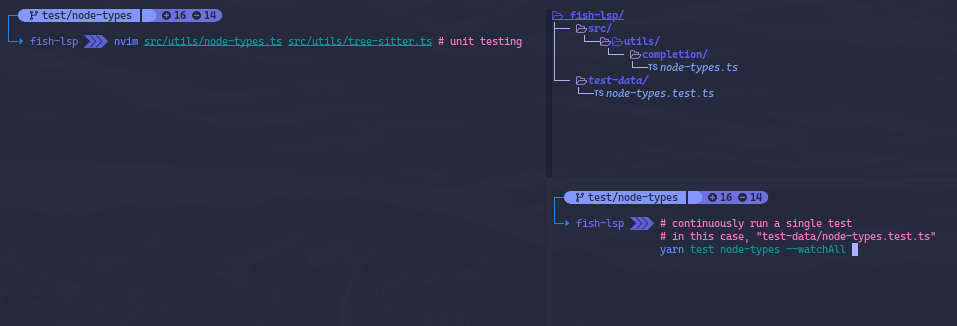 test/node-types 16 14
fish-lsp nvim src/utils/node-types.ts src/utils/tree-sitter.ts # unit testing
fish-lsp/
src/
utils/
completion/
TS node-types.ts
test-data/
TS node-types.test.ts
test/node-types 16 14
fish-lsp # continuously run a single test
# in this case, "test-data/node-types.test.ts"
yarn test node-types --watchAll